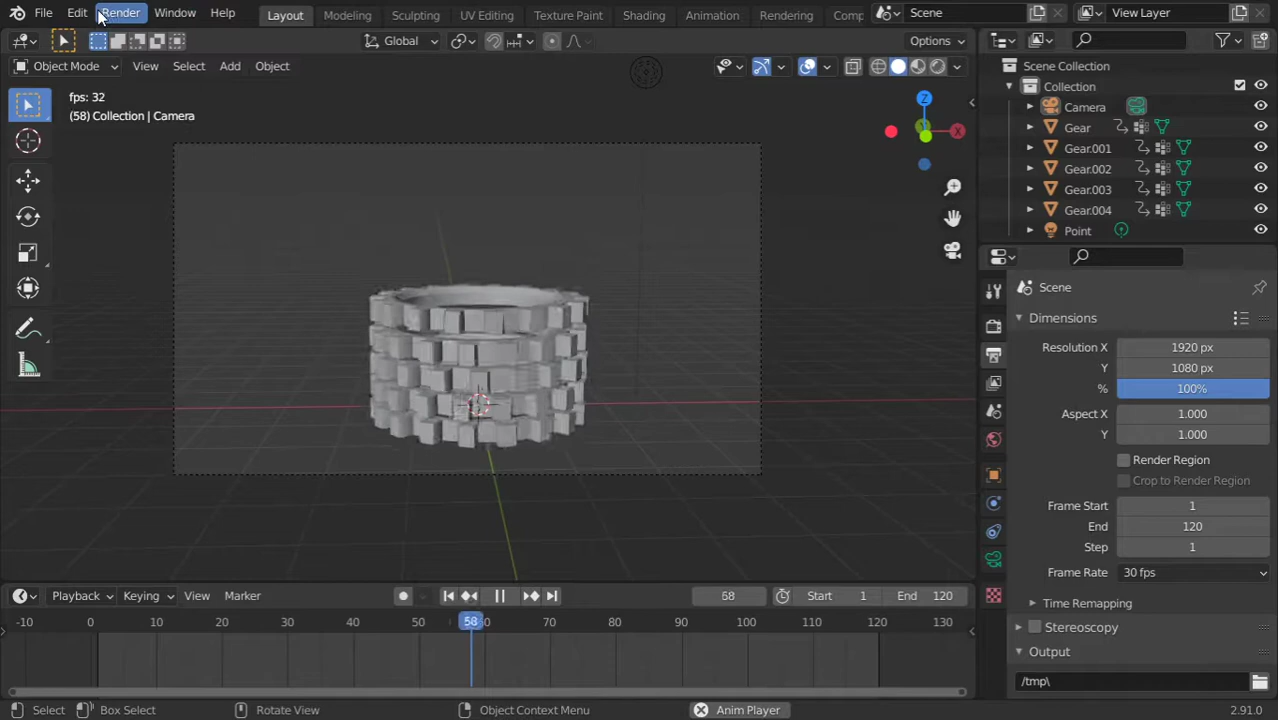 File Edit Render Window Help Layout Modeling Sculpting UV Editing Texture Paint Shading Animation Rendering Comp Scene View Layer
Global Options
Object Mode View Select Add Object
fps: 32
(58) Collection | Camera
Z
X
Y
Scene Collection
Collection
Camera
Gear
Gear.001
Gear.002
Gear.003
Gear.004
Point
Scene
Dimensions
Resolution X 1920 px
Y 1080 px
% 100%
Aspect X 1.000
Y 1.000
Render Region
Crop to Render Region
Frame Start 1
End 120
Step 1
Frame Rate 30 fps
Time Remapping
Stereoscopy
Output
/tmp\
Playback Keying View Marker 58 Start 1 End 120
-10 0 10 20 30 40 50 58 60 70 80 90 100 110 120 130
Select Box Select Rotate View Object Context Menu Anim Player 2.91.0